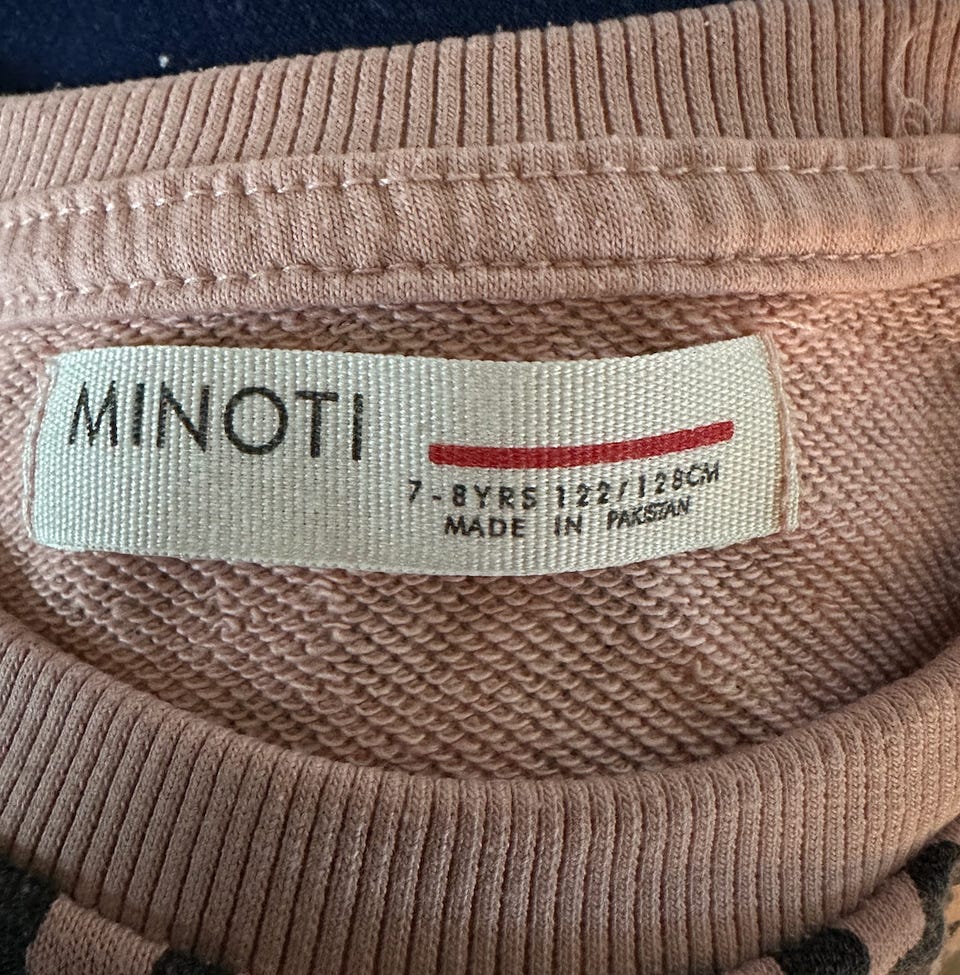 MINOTI
7-8YRS 122/128CM
MADE IN PAKISTAN